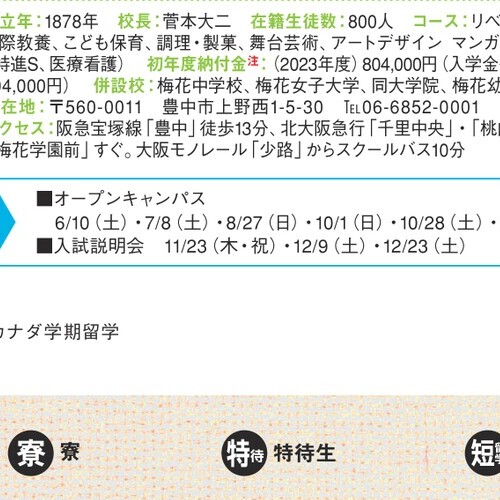 立年：1878年　校長：菅本大二　在籍生徒数：800人　コース：リベ
際教養、こども保育、調理・製菓、舞台芸術、アートデザイン マンガ
特進S、医療看護）　初年度納付金注：（2023年度）804,000円（入学金
04,000円）　併設校：梅花中学校、梅花女子大学、同大学院、梅花幼
在地：〒560-0011　豊中市上野西1-5-30　℡06-6852-0001
クセス：阪急宝塚線「豊中」徒歩13分、北大阪急行「千里中央」・「桃
梅花学園前」すぐ。大阪モノレール「少路」からスクールバス10分
■オープンキャンパス
6/10（土）・7/8（土）・8/27（日）・10/1（日）・10/28（土）・
■入試説明会　11/23（木・祝）・12/9（土）・12/23（土）
カナダ学期留学
寮 寮
特待 特待生
短